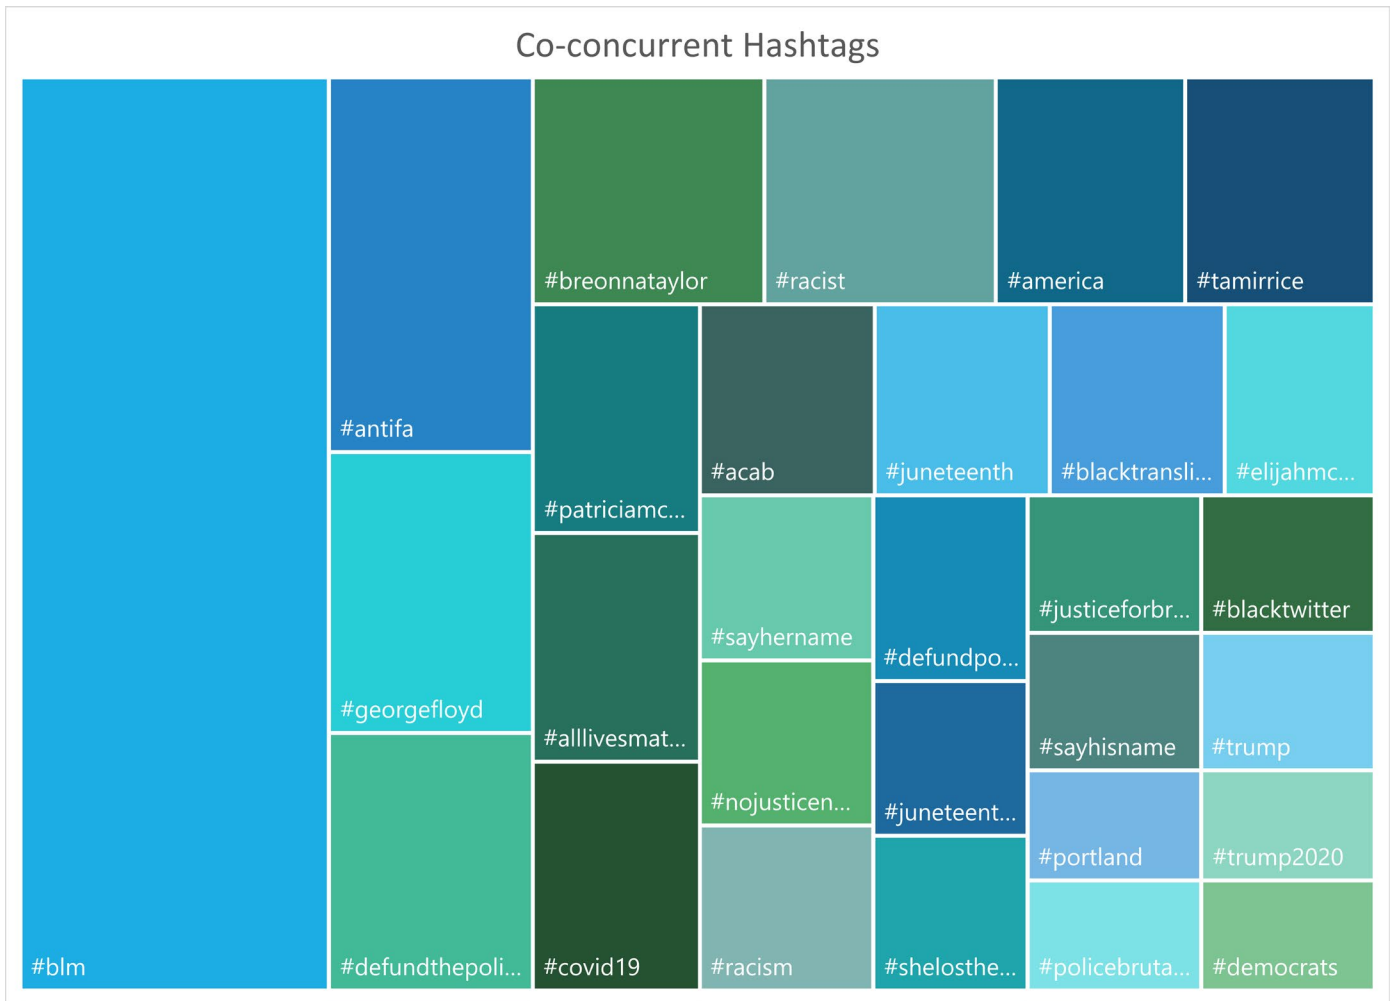 Co-concurrent Hashtags
#blm
#antifa
#georgefloyd
#defundthepoli...
#breonnataylor
#racist
#america
#tamirrice
#patriciamc...
#alllivesmat...
#covid19
#acab
#juneteenth
#blacktransli...
#elijahmc...
#sayhername
#nojusticen...
#racism
#defundpo...
#juneteent...
#shelosthe...
#justiceforbr...
#blacktwitter
#sayhisname
#trump
#portland
#trump2020
#policebruta...
#democrats